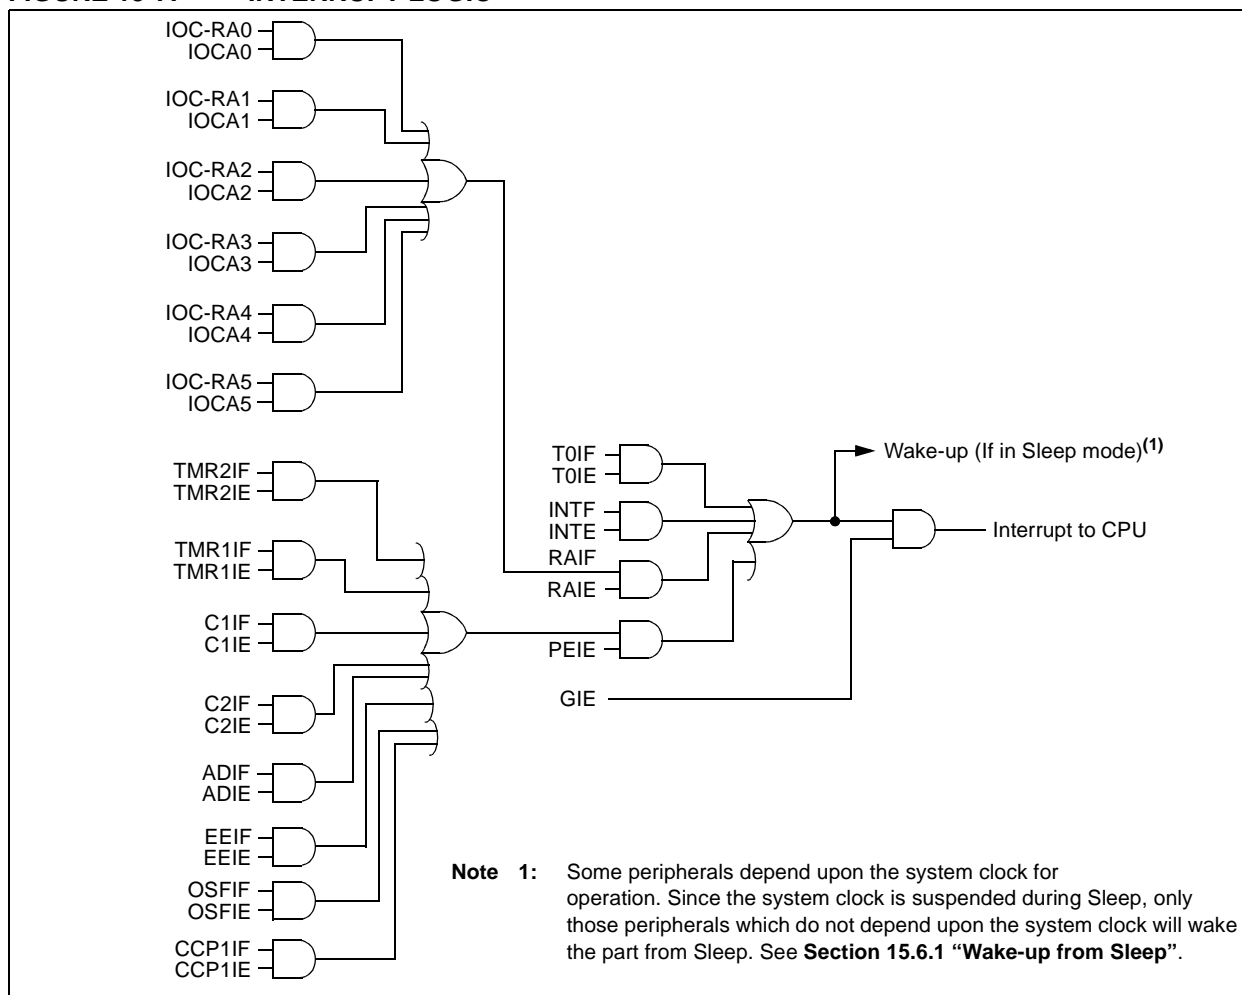 IOC-RA0
IOCA0
IOC-RA1
IOCA1
IOC-RA2
IOCA2
IOC-RA3
IOCA3
IOC-RA4
IOCA4
IOC-RA5
IOCA5
TMR2IF
TMR2IE
TMR1IF
TMR1IE
C1IF
C1IE
C2IF
C2IE
ADIF
ADIE
EEIF
EEIE
OSFIF
OSFIE
CCP1IF
CCP1IE
T0IF
T0IE
INTF
INTE
RAIF
RAIE
PEIE
GIE
Wake-up (If in Sleep mode)(1)
Interrupt to CPU
Note 1: Some peripherals depend upon the system clock for
operation. Since the system clock is suspended during Sleep, only
those peripherals which do not depend upon the system clock will wake
the part from Sleep. See Section 15.6.1 “Wake-up from Sleep”.